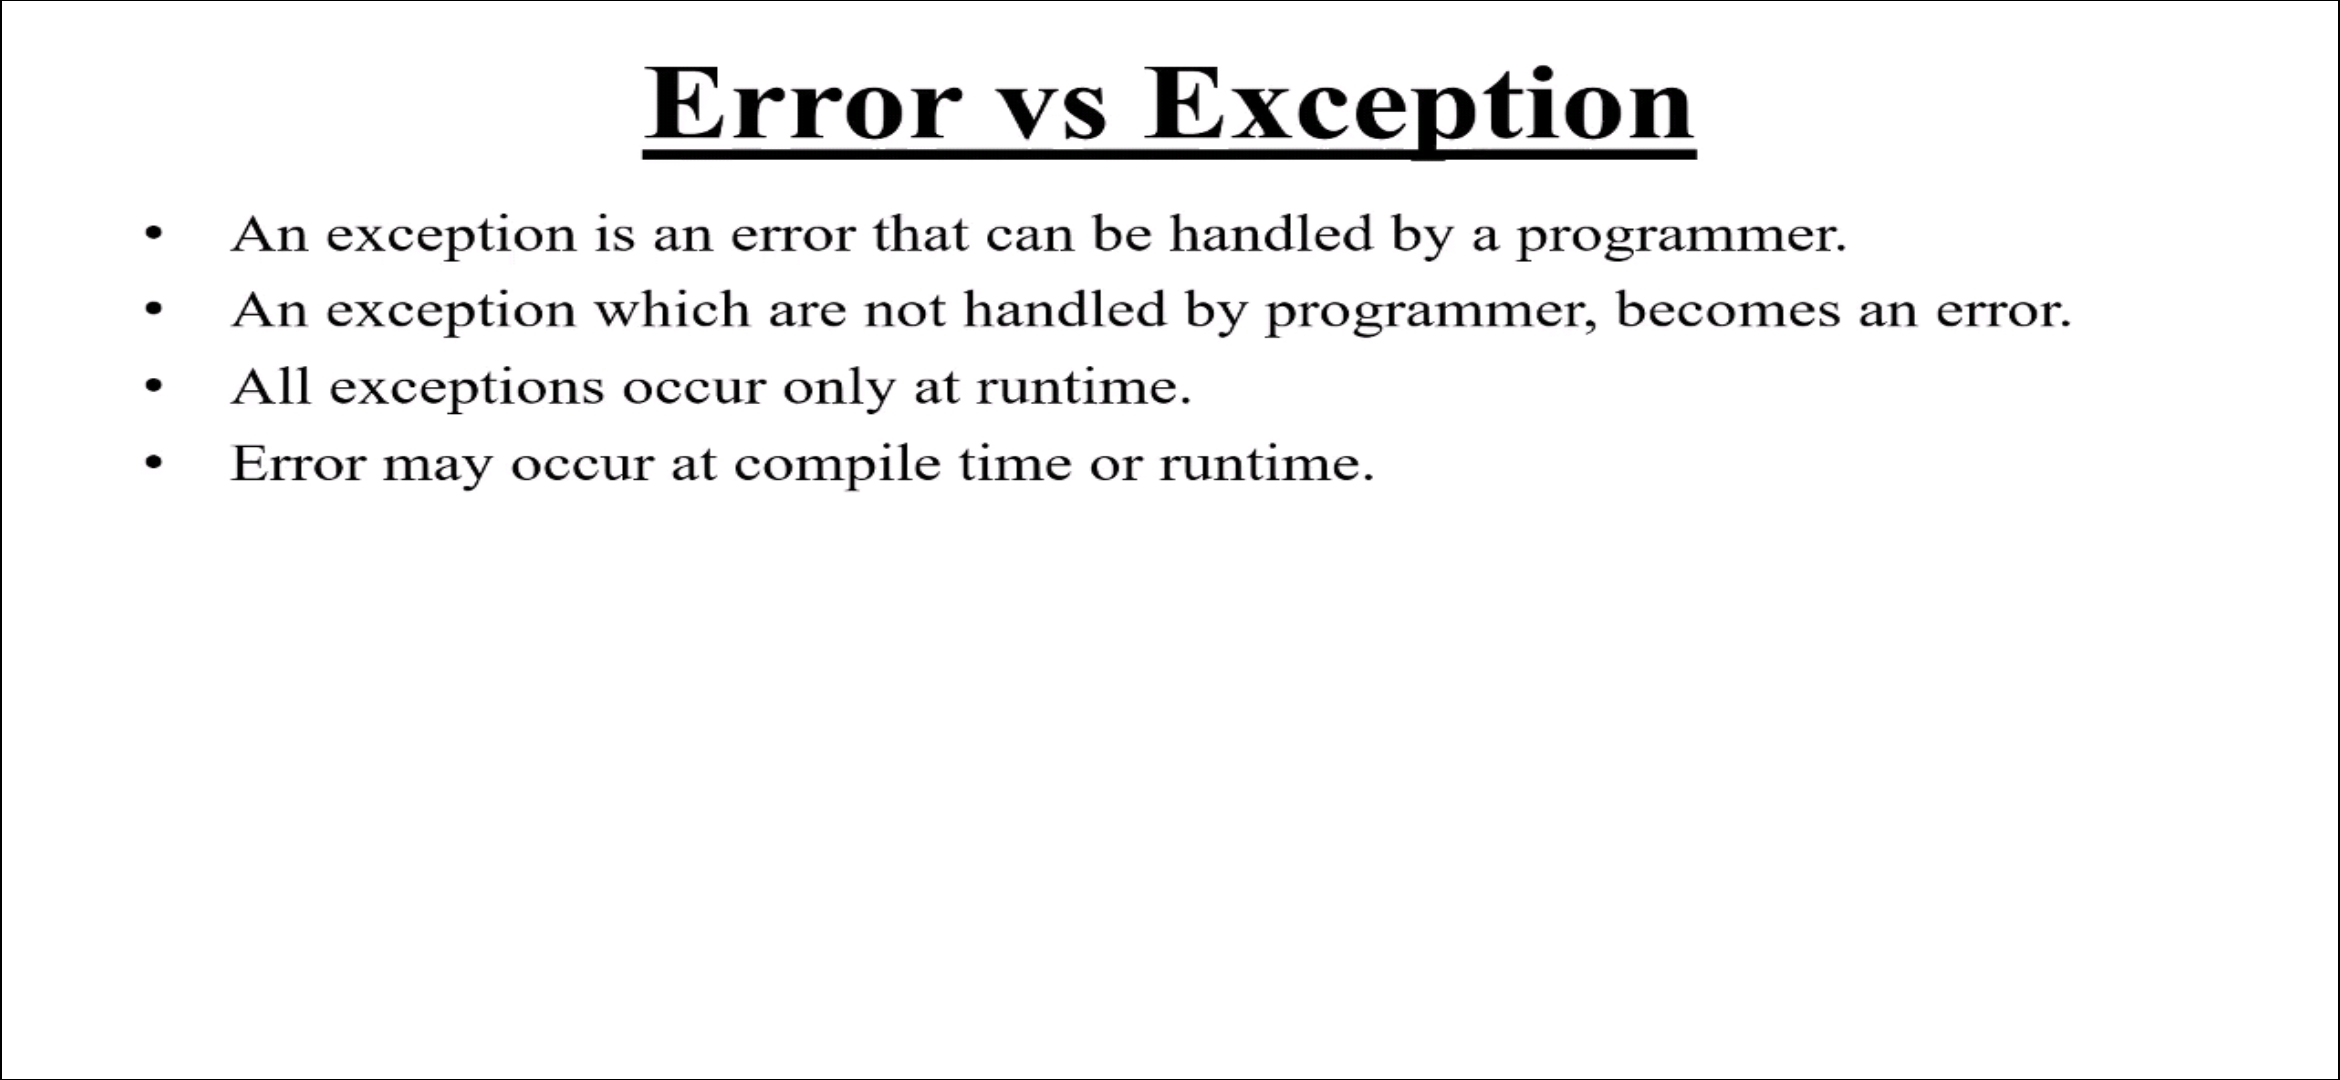 Error vs Exception
• An exception is an error that can be handled by a programmer.
• An exception which are not handled by programmer, becomes an error.
• All exceptions occur only at runtime.
• Error may occur at compile time or runtime.